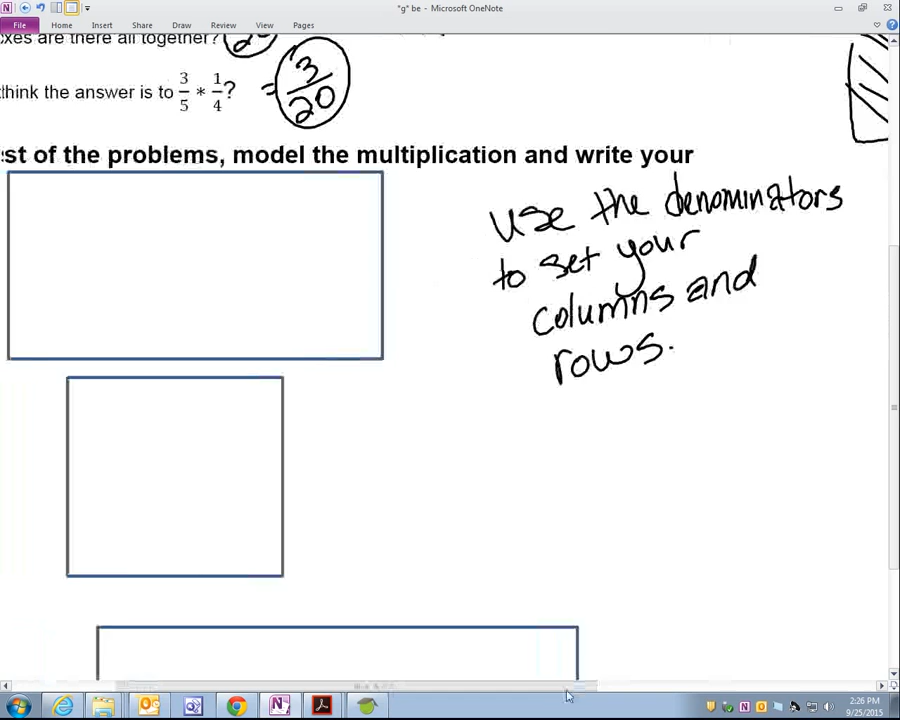 "g" be - Microsoft OneNote
File Home Insert Share Draw Review View Pages
oxes are there all together? 20
think the answer is to 3/5 * 1/4? = 3/20
st of the problems, model the multiplication and write your
use the denominators
to set your
columns and
rows.
2:26 PM
9/25/2015